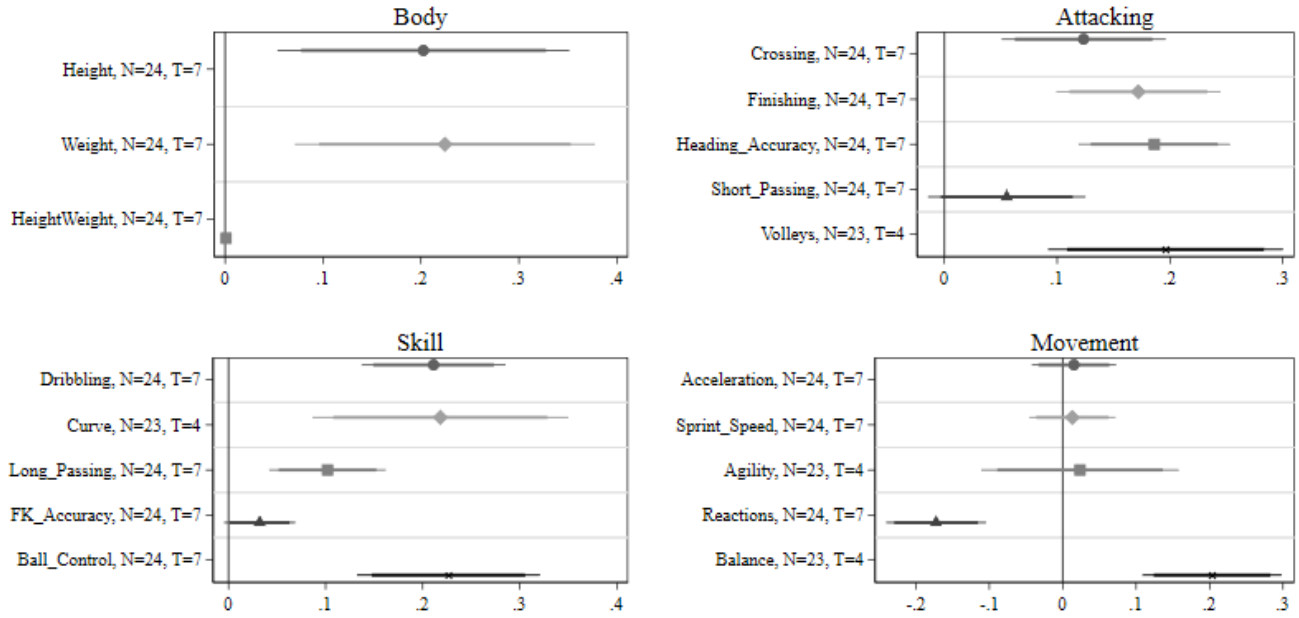 Body
Height, N=24, T=7
Weight, N=24, T=7
HeightWeight, N=24, T=7
0 .1 .2 .3 .4
Attacking
Crossing, N=24, T=7
Finishing, N=24, T=7
Heading_Accuracy, N=24, T=7
Short_Passing, N=24, T=7
Volleys, N=23, T=4
0 .1 .2 .3
Skill
Dribbling, N=24, T=7
Curve, N=23, T=4
Long_Passing, N=24, T=7
FK_Accuracy, N=24, T=7
Ball_Control, N=24, T=7
0 .1 .2 .3 .4
Movement
Acceleration, N=24, T=7
Sprint_Speed, N=24, T=7
Agility, N=23, T=4
Reactions, N=24, T=7
Balance, N=23, T=4
-.2 -.1 0 .1 .2 .3